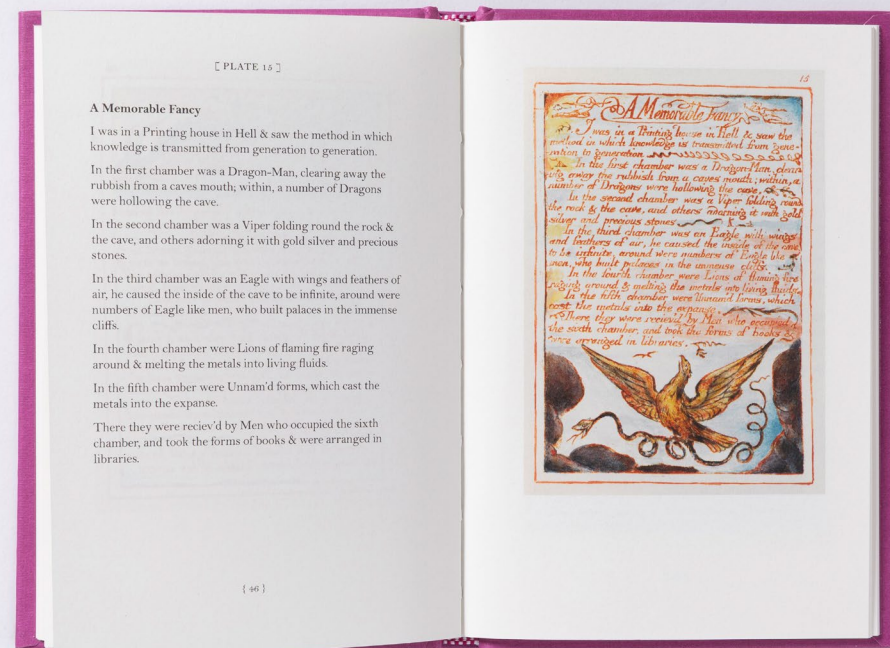 [ PLATE 15 ]
A Memorable Fancy
I was in a Printing house in Hell & saw the method in which
knowledge is transmitted from generation to generation.
In the first chamber was a Dragon-Man, clearing away the
rubbish from a caves mouth; within, a number of Dragons
were hollowing the cave.
In the second chamber was a Viper folding round the rock &
the cave, and others adorning it with gold silver and precious
stones.
In the third chamber was an Eagle with wings and feathers of
air, he caused the inside of the cave to be infinite, around were
numbers of Eagle like men, who built palaces in the immense
cliffs.
In the fourth chamber were Lions of flaming fire raging
around & melting the metals into living fluids.
In the fifth chamber were Unnam'd forms, which cast the
metals into the expanse.
There they were reciev'd by Men who occupied the sixth
chamber, and took the forms of books & were arranged in
libraries.
{ 46 }
15
A Memorable Fancy
I was in a Printing house in Hell & saw the
method in which knowledge is transmitted from gene-
-ration to generation
In the first chamber was a Dragon-Man, clear-
ing away the rubbish from a caves mouth; within, a
number of Dragons were hollowing the cave,
In the second chamber was a Viper folding round
the rock & the cave, and others adorning it with gold
silver and precious stones
In the third chamber was an Eagle with wings
and feathers of air, he caused the inside of the cave
to be infinite, around were numbers of Eagle like
men, who built palaces in the immense cliffs.
In the fourth chamber were Lions of flaming fire
raging around & melting the metals into living fluids.
In the fifth chamber were Unnam'd forms, which
cast the metals into the expanse.
There they were reciev'd by Men who occupied
the sixth chamber, and took the forms of books &
were arranged in libraries.